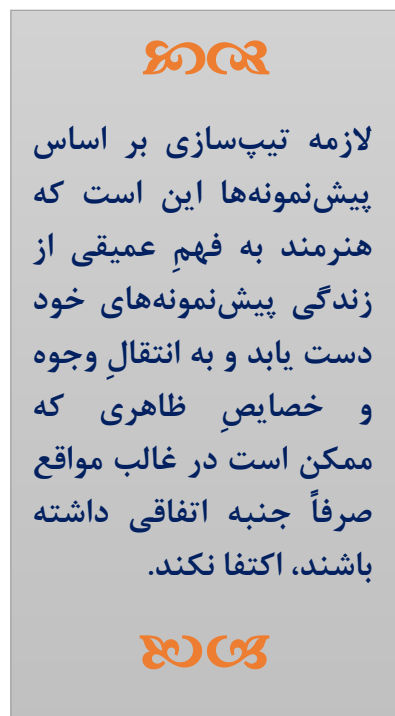 لازمه تیپ‌سازی بر اساس
پیش‌نمونه‌ها این است که
هنرمند به فهمِ عمیقی از
زندگی پیش‌نمونه‌های خود
دست یابد و به انتقالِ وجوه
و خصایصِ ظاهری که
ممکن است در غالب مواقع
صرفاً جنبه اتفاقی داشته
باشند، اکتفا نکند.